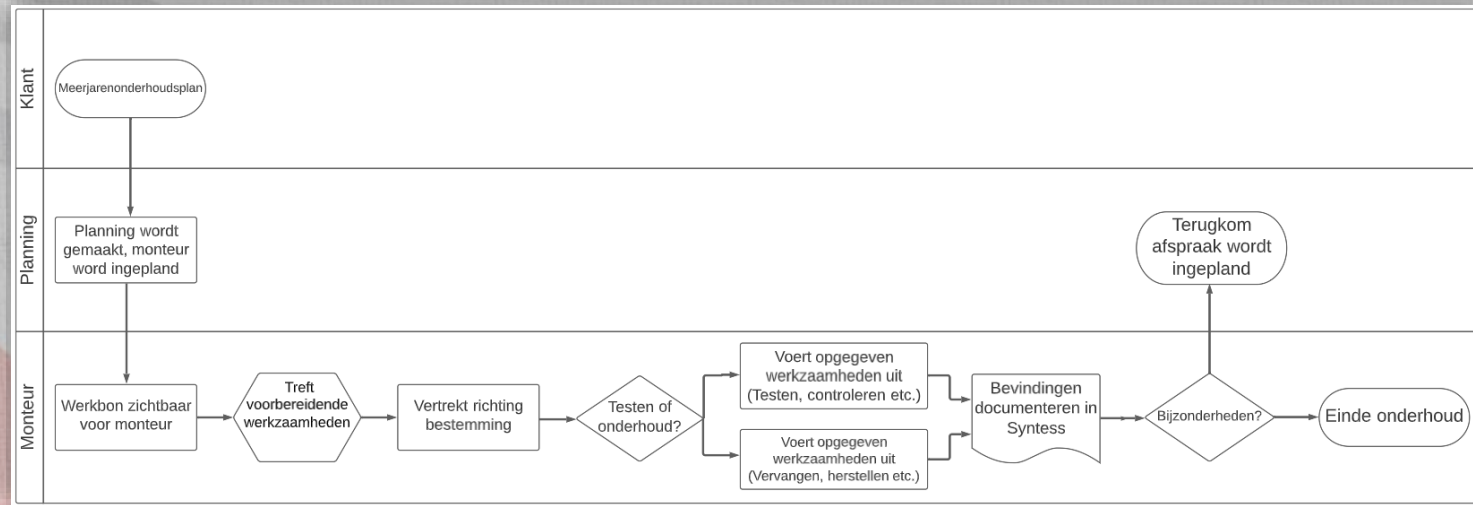 Klant
Meerjarenonderhoudsplan
Planning
Planning wordt
gemaakt, monteur
word ingepland
Terugkom
afspraak wordt
ingepland
Monteur
Werkbon zichtbaar
voor monteur
Treft
voorbereidende
werkzaamheden
Vertrekt richting
bestemming
Testen of
onderhoud?
Voert opgegeven
werkzaamheden uit
(Testen, controleren etc.)
Voert opgegeven
werkzaamheden uit
(Vervangen, herstellen etc.)
Bevindingen
documenteren in
Syntess
Bijzonderheden?
Einde onderhoud